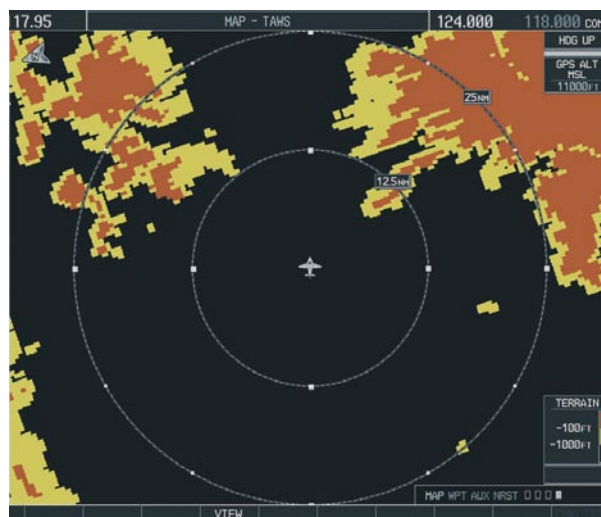 17.95 MAP - TAWS 124.000 118.000 COM
HDG UP
GPS ALT
MSL
11000FT
25NM
12.5NM
TERRAIN
-100FT
-1000FT
MAP WPT AUX NRST
VIEW